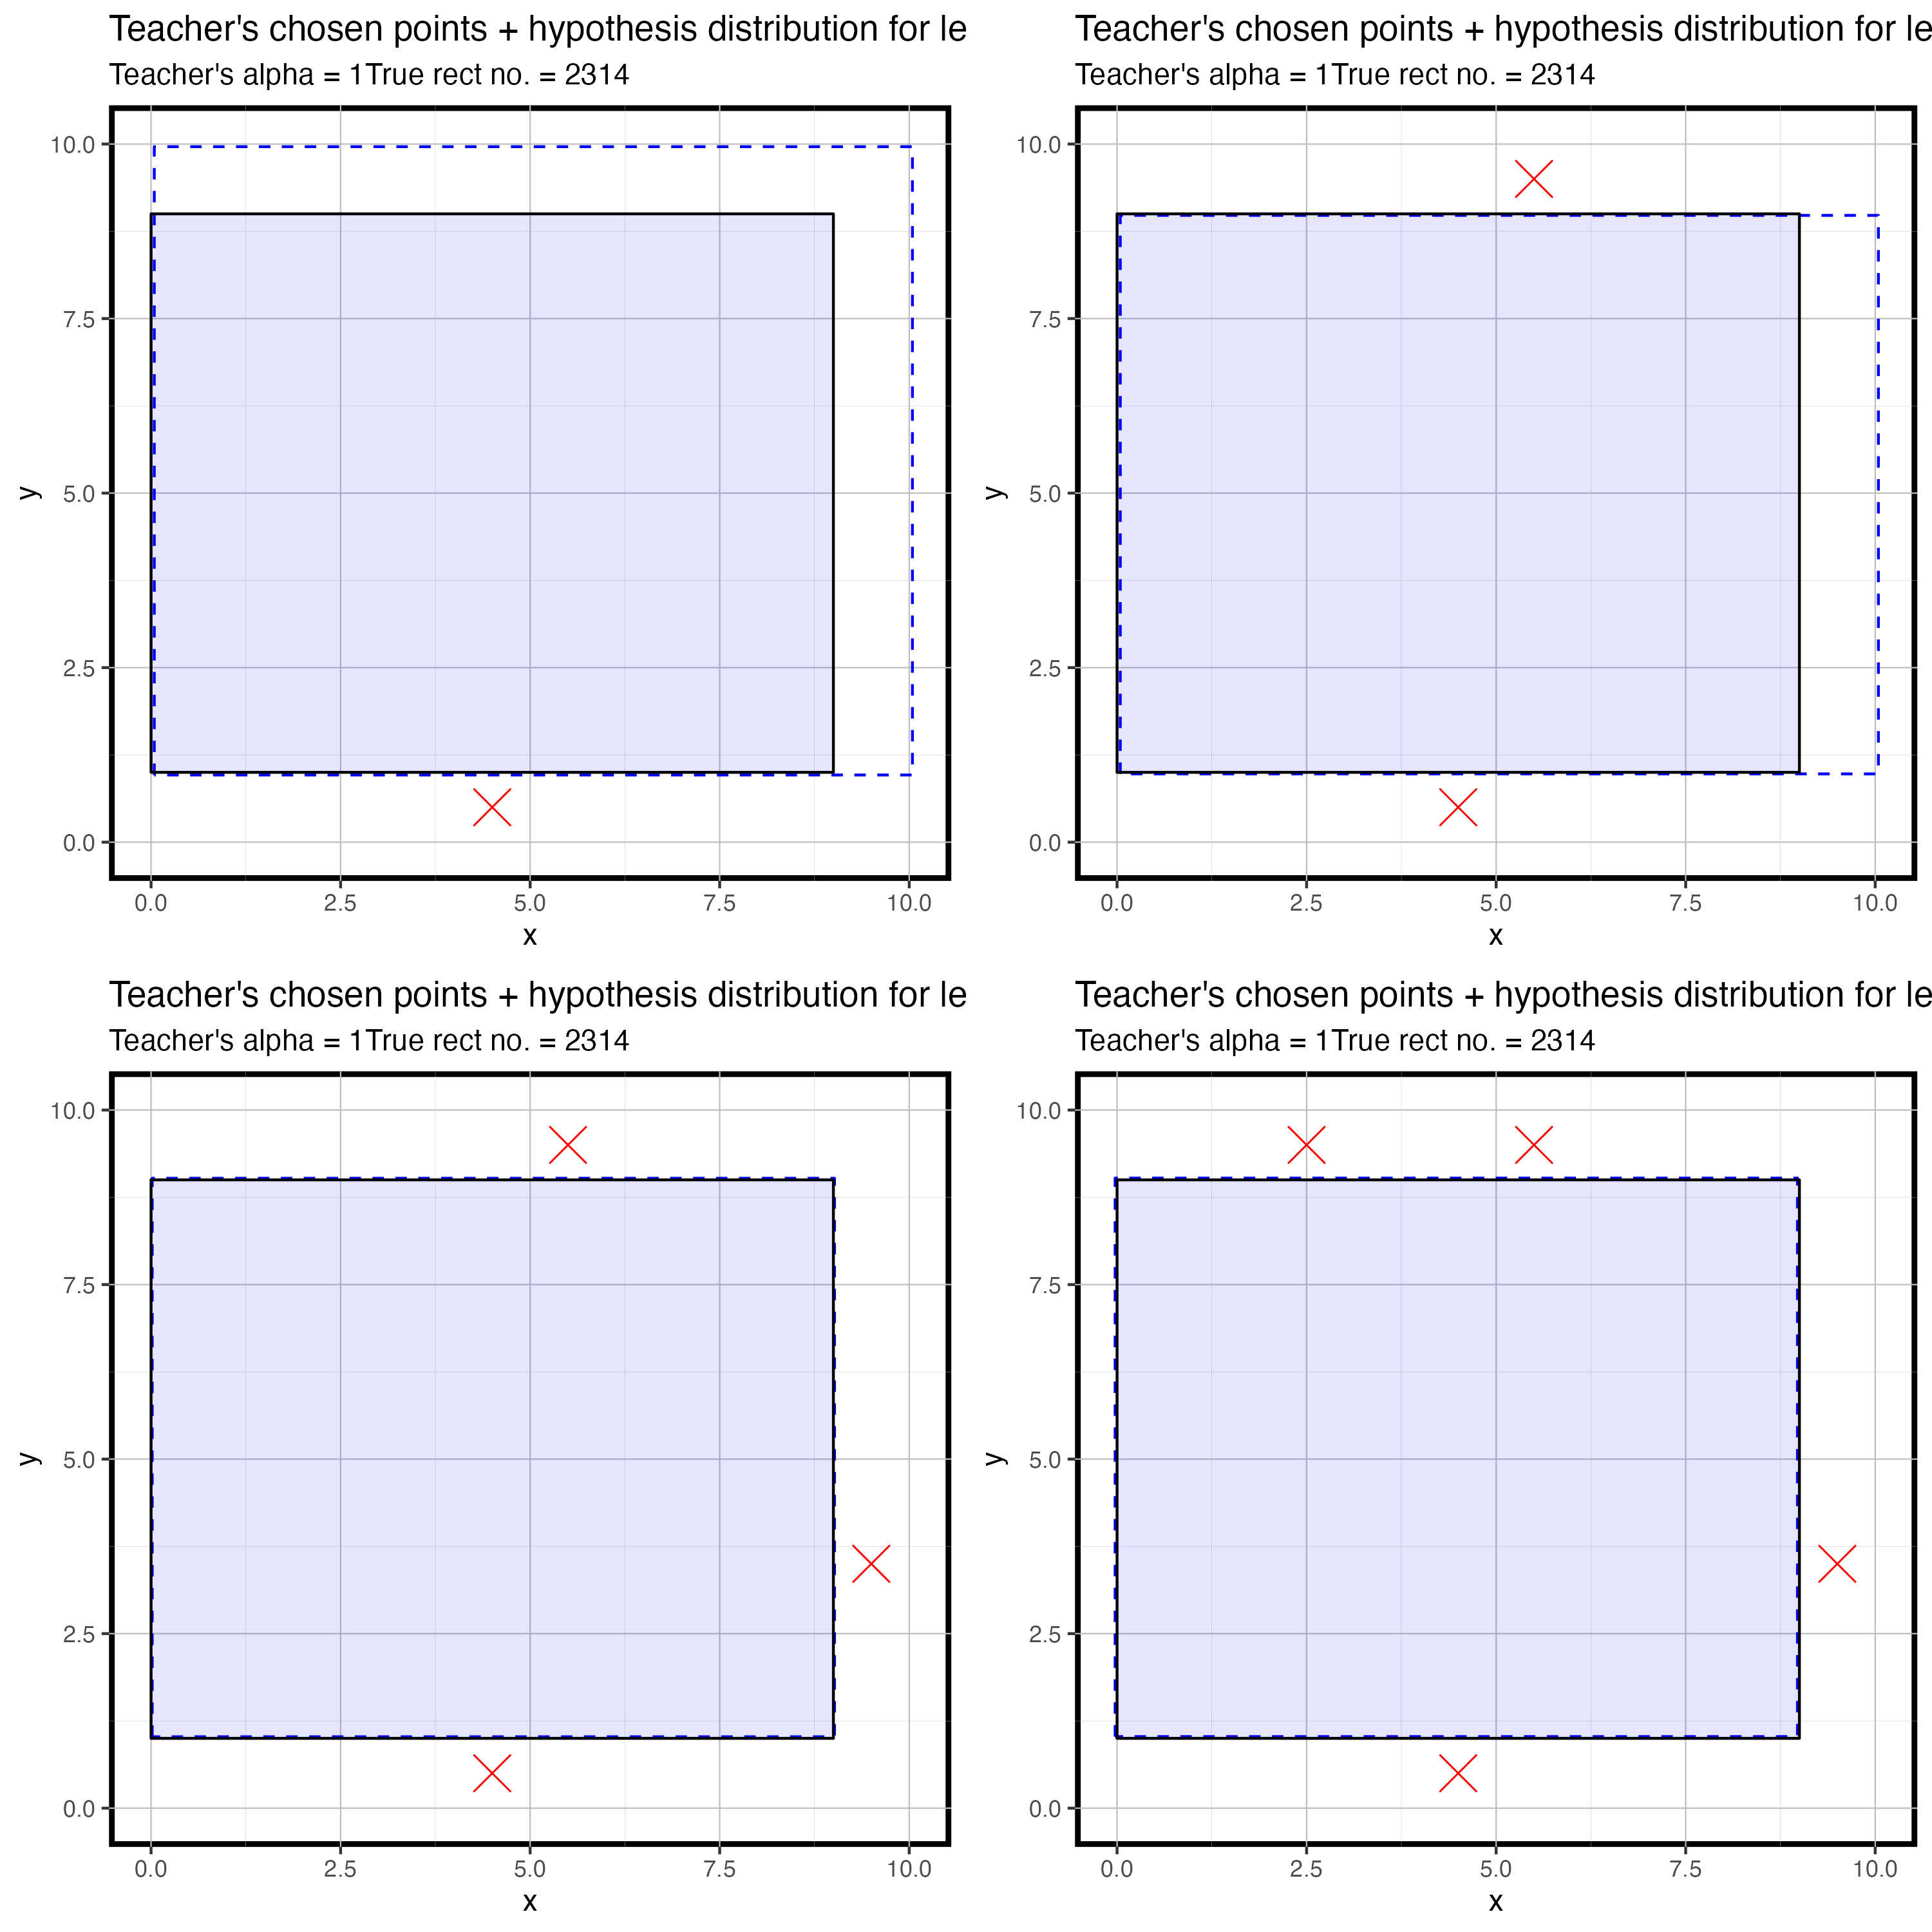 Teacher's chosen points + hypothesis distribution for le
Teacher's alpha = 1True rect no. = 2314
10.0
7.5
5.0
2.5
0.0
y
0.0 2.5 5.0 7.5 10.0
x
Teacher's chosen points + hypothesis distribution for le
Teacher's alpha = 1True rect no. = 2314
10.0
7.5
5.0
2.5
0.0
y
0.0 2.5 5.0 7.5 10.0
x
Teacher's chosen points + hypothesis distribution for le
Teacher's alpha = 1True rect no. = 2314
10.0
7.5
5.0
2.5
0.0
y
0.0 2.5 5.0 7.5 10.0
x
Teacher's chosen points + hypothesis distribution for le
Teacher's alpha = 1True rect no. = 2314
10.0
7.5
5.0
2.5
0.0
y
0.0 2.5 5.0 7.5 10.0
x